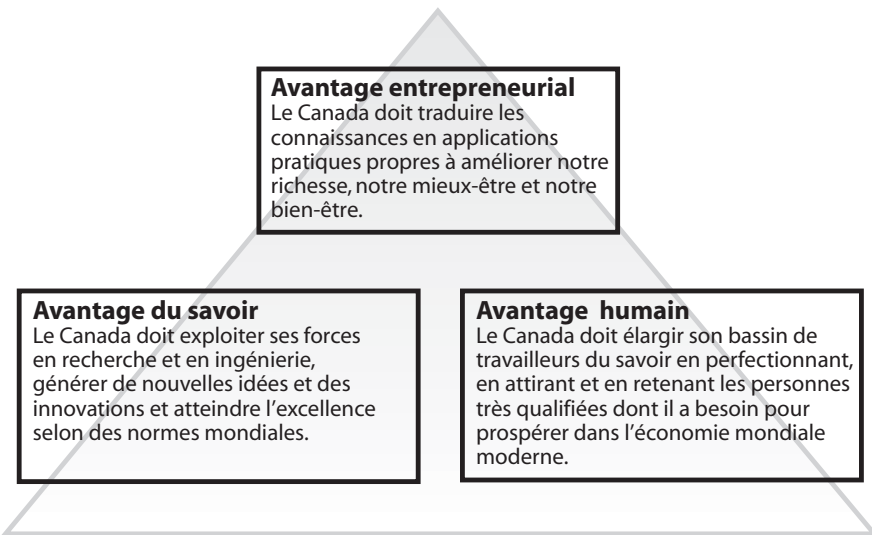 Avantage entrepreneurial
Le Canada doit traduire les
connaissances en applications
pratiques propres à améliorer notre
richesse, notre mieux-être et notre
bien-être.
Avantage du savoir
Le Canada doit exploiter ses forces
en recherche et en ingénierie,
générer de nouvelles idées et des
innovations et atteindre l’excellence
selon des normes mondiales.
Avantage humain
Le Canada doit élargir son bassin de
travailleurs du savoir en perfectionnant,
en attirant et en retenant les personnes
très qualifiées dont il a besoin pour
prospérer dans l’économie mondiale
moderne.